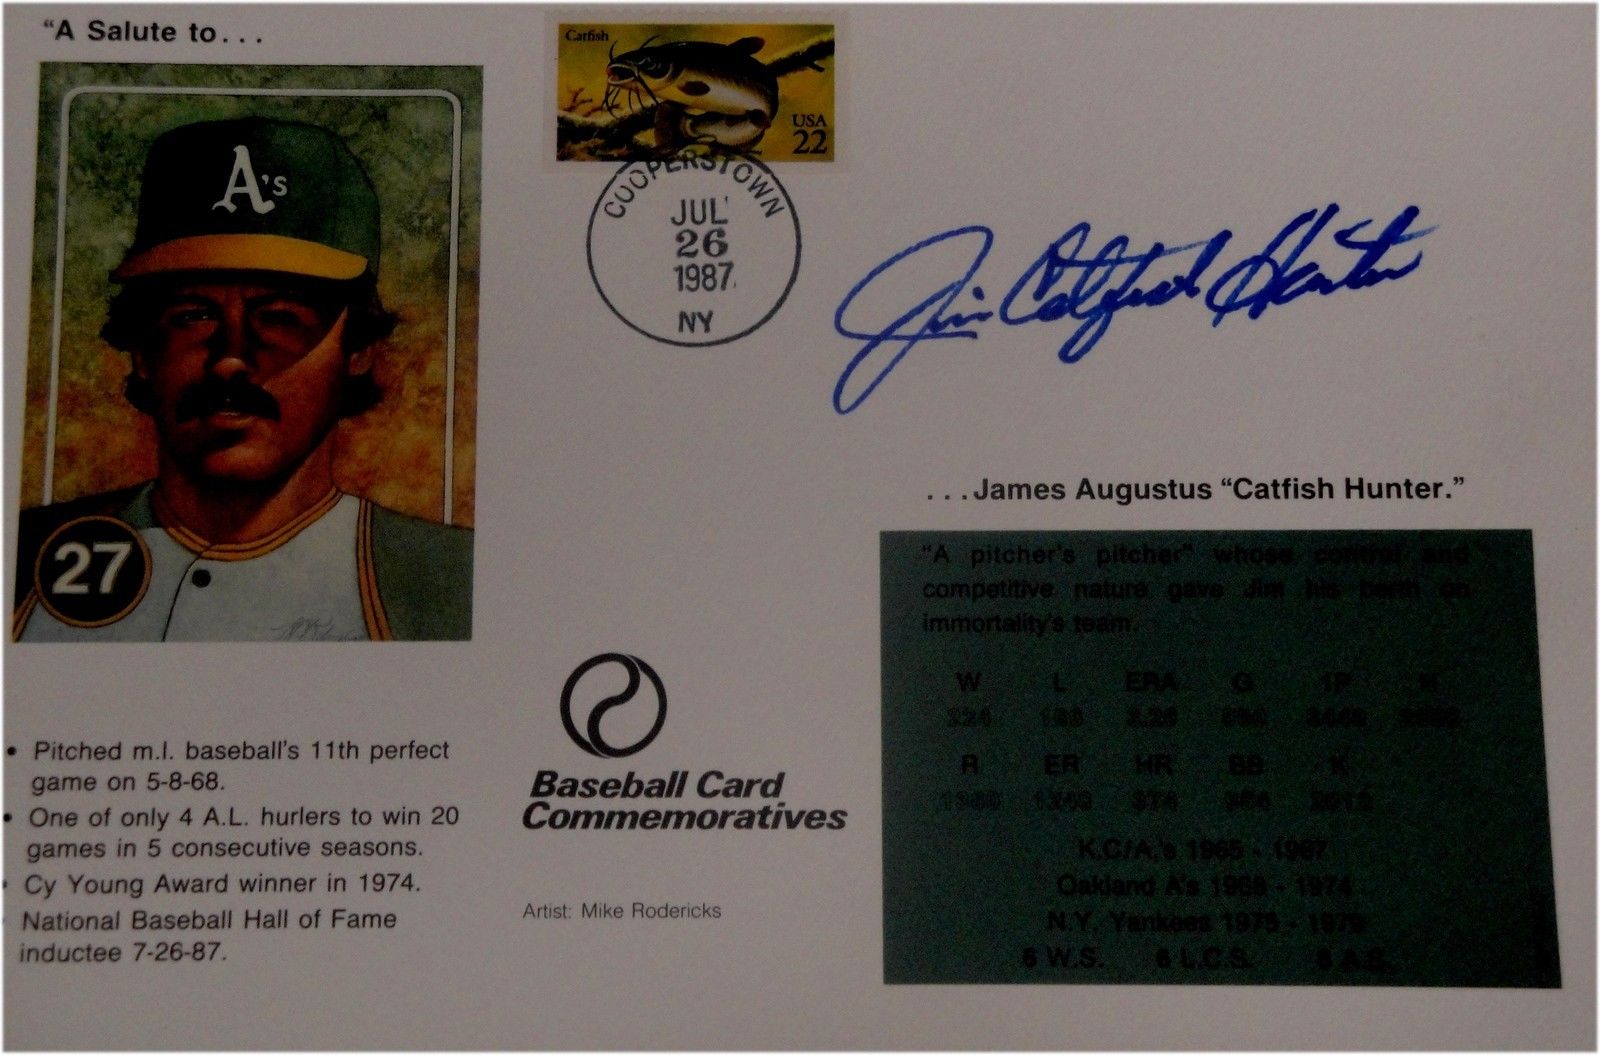 "A Salute to...
A's
27
Catfish
USA
22
COOPERSTOWN
JUL
26
1987
NY
Jim Catfish Hunter
...James Augustus "Catfish Hunter."
"A pitcher's pitcher" whose control and
competitive nature gave Jim his berth on
immortality's team.
W L ERA G IP H
R ER HR BB K
K.C/A.'s 1965 - 1967
Oakland A's 1968 - 1974
N.Y. Yankees 1975 - 1979
6 W.S. 6 L.C.S. 8 A.S.
• Pitched m.l. baseball's 11th perfect
game on 5-8-68.
• One of only 4 A.L. hurlers to win 20
games in 5 consecutive seasons.
• Cy Young Award winner in 1974.
• National Baseball Hall of Fame
inductee 7-26-87.
Baseball Card
Commemoratives
Artist: Mike Rodericks